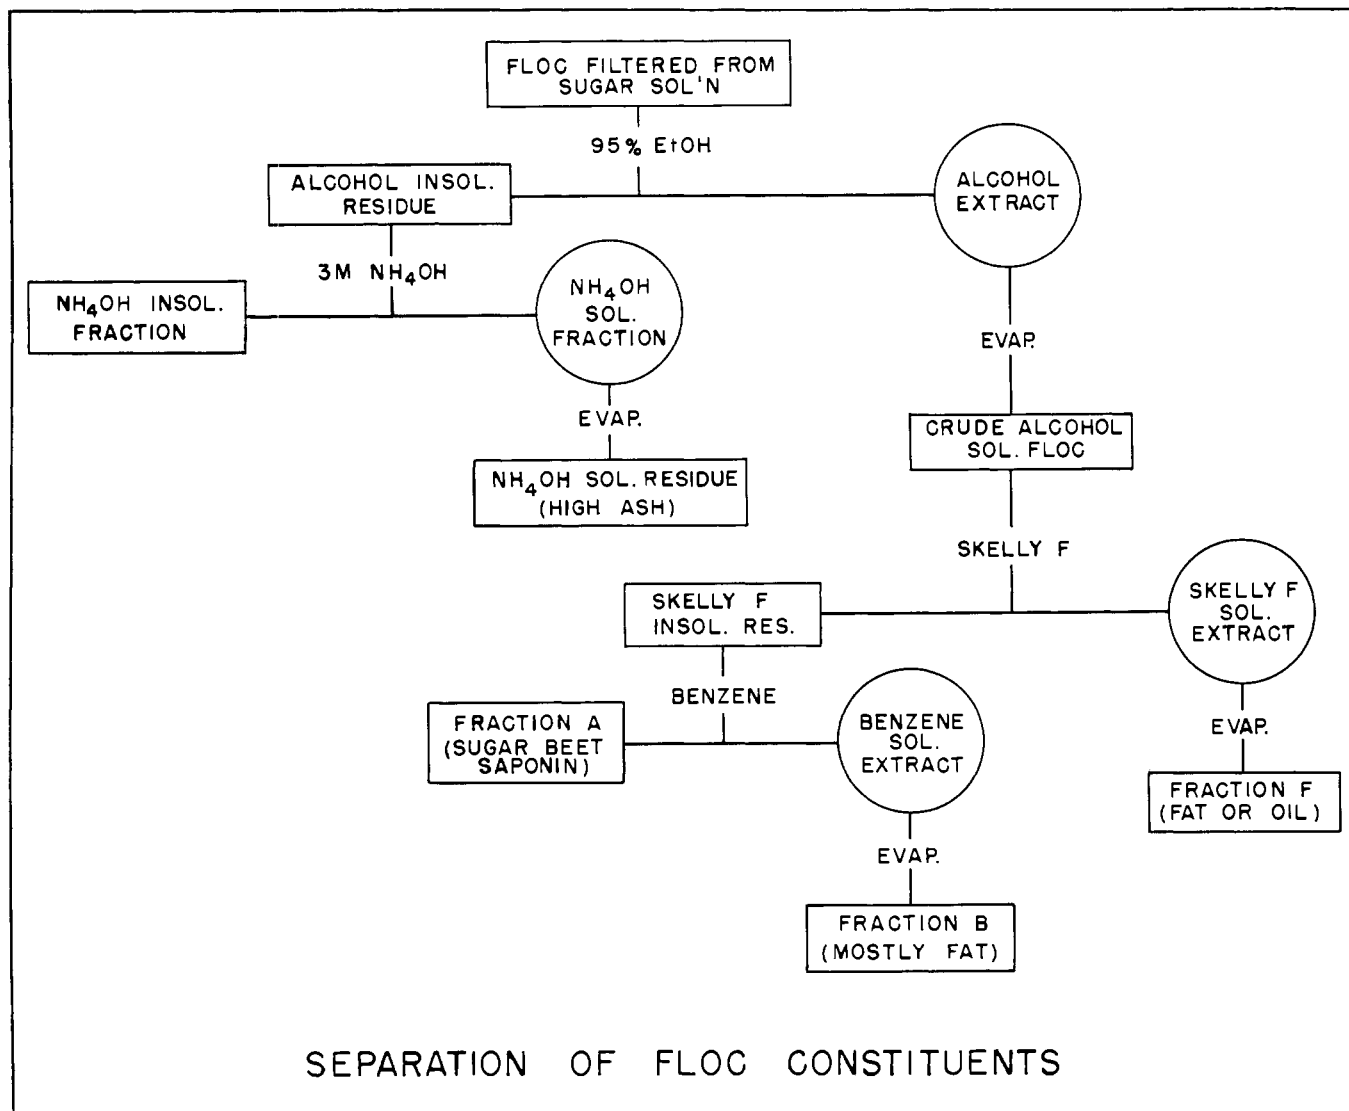 FLOC FILTERED FROM
SUGAR SOL'N
95% EtOH
ALCOHOL INSOL.
RESIDUE
ALCOHOL
EXTRACT
3M NH₄OH
NH₄OH INSOL.
FRACTION
NH₄OH
SOL.
FRACTION
EVAP.
EVAP.
CRUDE ALCOHOL
SOL. FLOC
NH₄OH SOL. RESIDUE
(HIGH ASH)
SKELLY F
SKELLY F
INSOL. RES.
SKELLY F
SOL.
EXTRACT
BENZENE
FRACTION A
(SUGAR BEET
SAPONIN)
BENZENE
SOL.
EXTRACT
EVAP.
FRACTION F
(FAT OR OIL)
EVAP.
FRACTION B
(MOSTLY FAT)
SEPARATION OF FLOC CONSTITUENTS